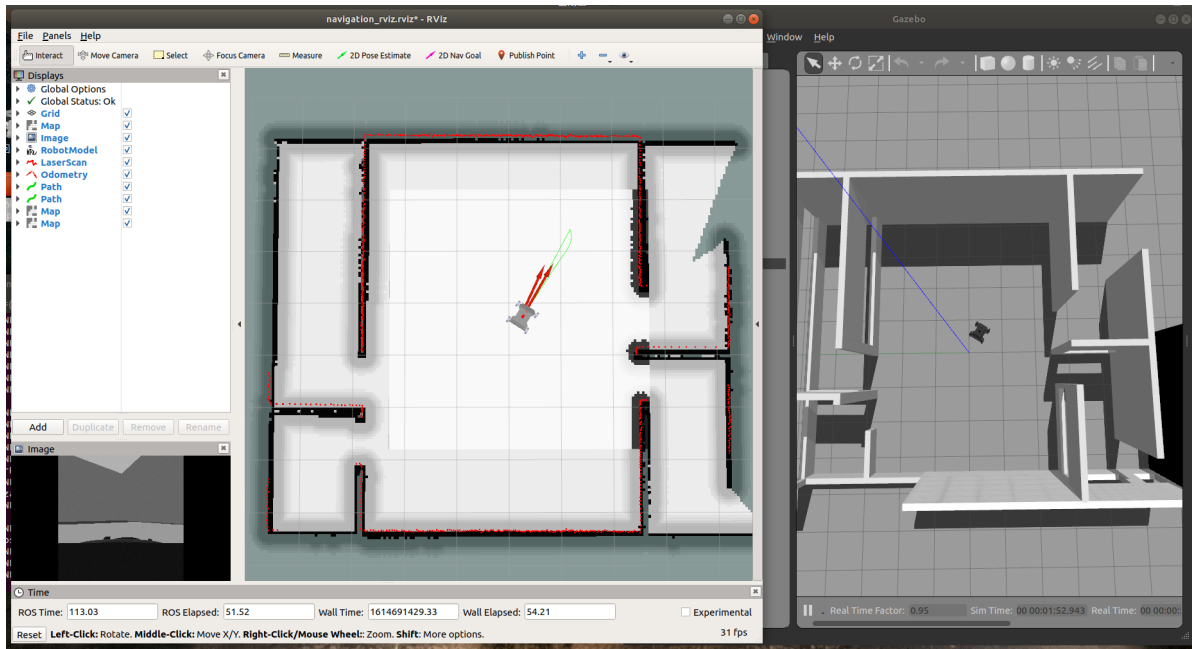 navigation_rviz.rviz* - RViz
File Panels Help
Interact Move Camera Select Focus Camera Measure 2D Pose Estimate 2D Nav Goal Publish Point
Displays
Global Options
Global Status: Ok
Grid
Map
Image
RobotModel
LaserScan
Odometry
Path
Path
Map
Map
Add Duplicate Remove Rename
Image
Time
ROS Time: 113.03 ROS Elapsed: 51.52 Wall Time: 1614691429.33 Wall Elapsed: 54.21 Experimental
Reset Left-Click: Rotate. Middle-Click: Move X/Y. Right-Click/Mouse Wheel:: Zoom. Shift: More options. 31 fps
Gazebo
Window Help
Real Time Factor: 0.95 Sim Time: 00 00:01:52.943 Real Time: 00 00:00: